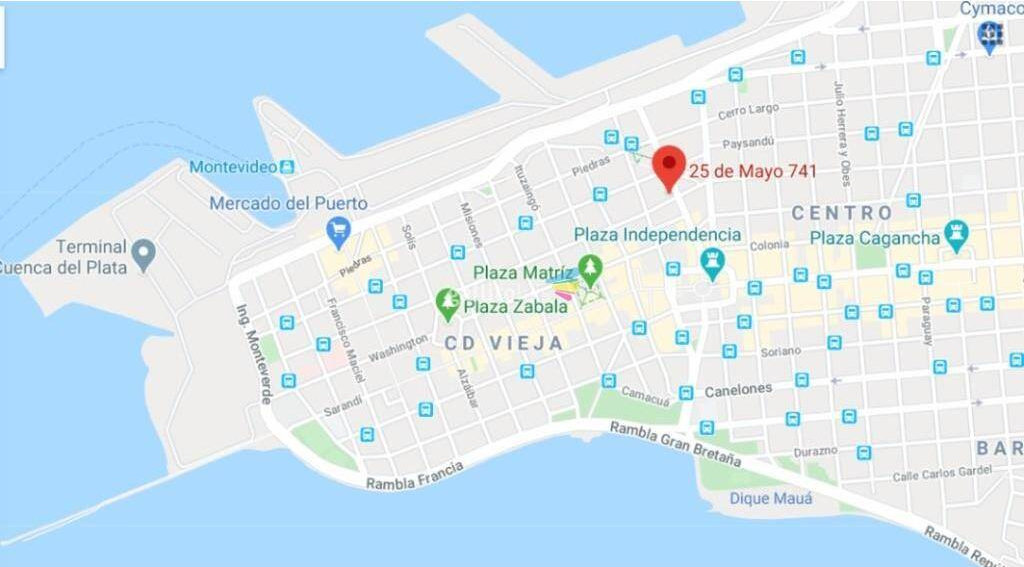 Cymaco
Julio Herrera y Obes
Cerro Largo
Paysandú
Piedras
Ituzaingó
Montevideo
25 de Mayo 741
Mercado del Puerto
Misiones
CENTRO
Solís
Plaza Independencia
Colonia
Plaza Cagancha
Terminal
Cuenca del Plata
Piedras
Plaza Matríz
Plaza Zabala
Ing. Monteverde
Francisco Maciel
Washington
CD VIEJA
Paraguay
Soriano
Alzáibar
Sarandí
Camacuá
Canelones
Rambla Gran Bretaña
Durazno
BAR
Rambla Francia
Calle Carlos Gardel
Dique Mauá
Rambla Repú